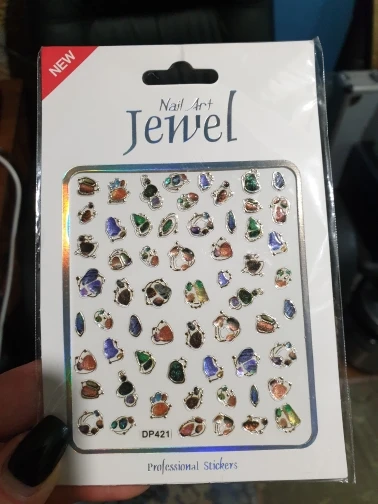 NEW
Nail Art
Jewel
DP421
Professional Stickers